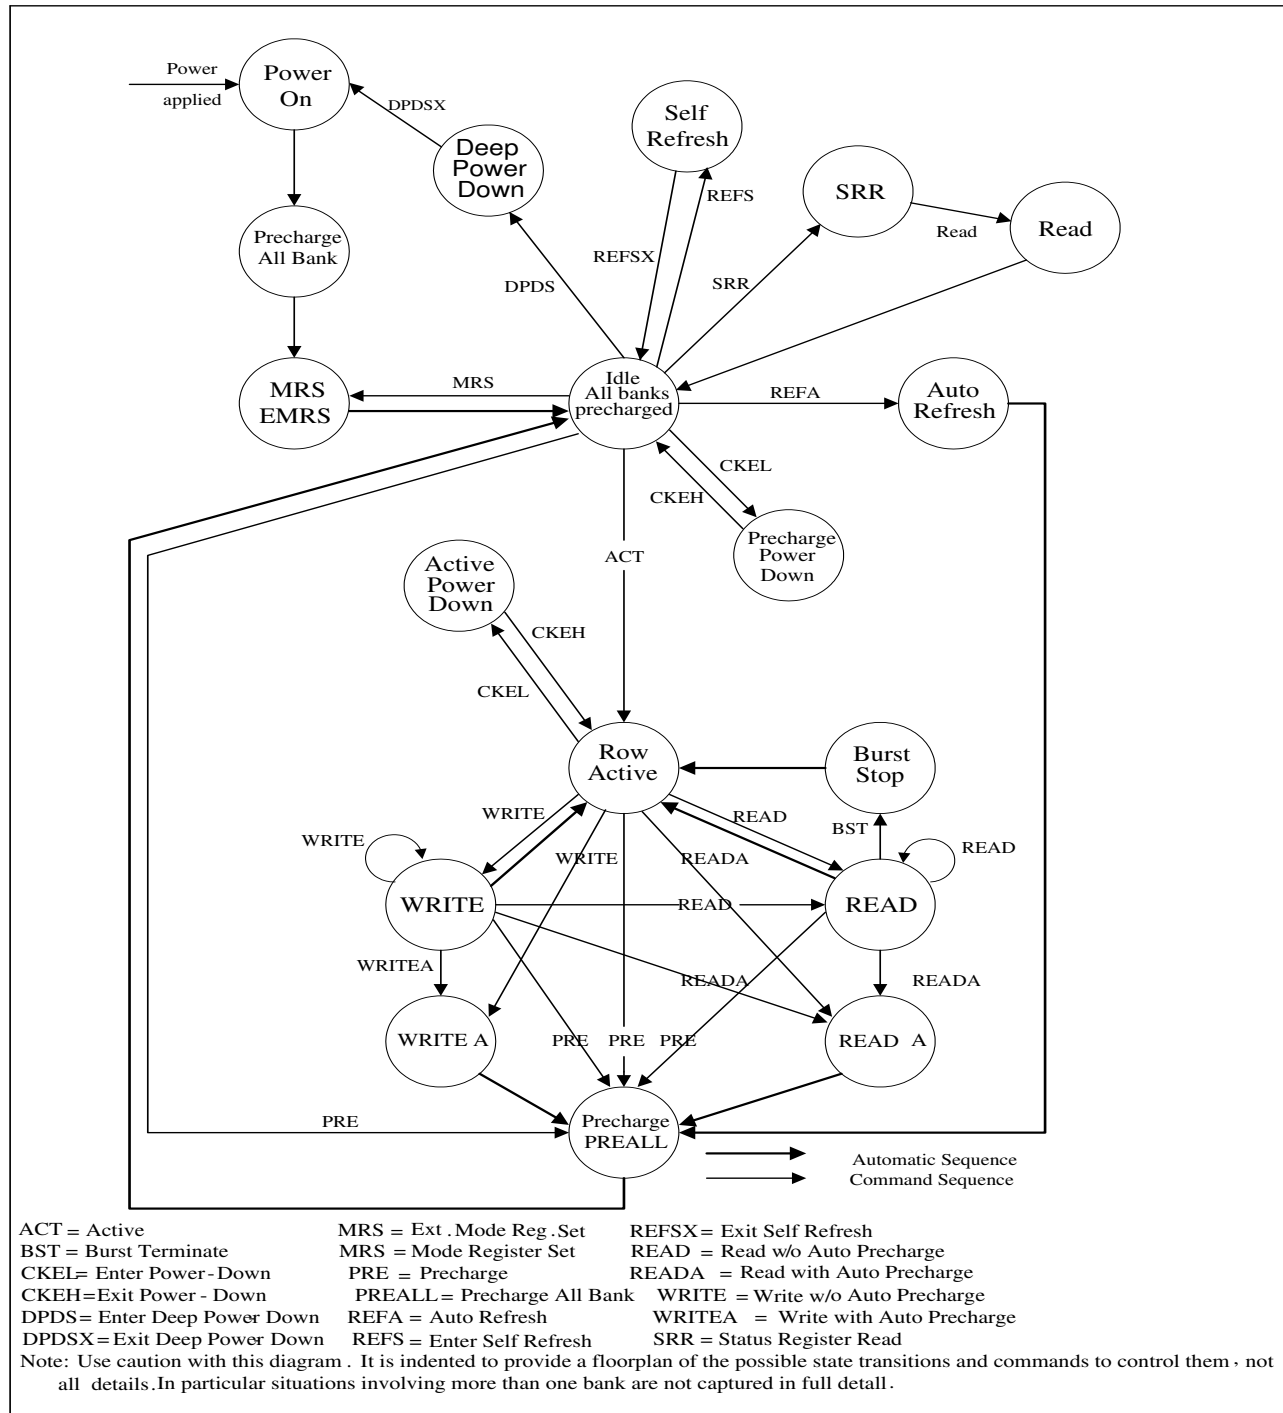 Power
applied
Power
On
DPDSX
Deep
Power
Down
Self
Refresh
REFS
SRR
Read
Read
Precharge
All Bank
REFSX
DPDS
SRR
MRS
EMRS
MRS
Idle
All banks
precharged
REFA
Auto
Refresh
CKEL
CKEH
Precharge
Power
Down
ACT
Active
Power
Down
CKEH
CKEL
Row
Active
Burst
Stop
WRITE
READ
BST
WRITE
WRITE
READA
READ
WRITE
READ
READ
WRITEA
READA
READA
WRITE A
PRE
PRE
PRE
READ A
PRE
Precharge
PREALL
Automatic Sequence
Command Sequence
ACT = Active MRS = Ext . Mode Reg . Set REFSX = Exit Self Refresh
BST = Burst Terminate MRS = Mode Register Set READ = Read w/o Auto Precharge
CKEL= Enter Power - Down PRE = Precharge READA = Read with Auto Precharge
CKEH=Exit Power - Down PREALL= Precharge All Bank WRITE = Write w/o Auto Precharge
DPDS = Enter Deep Power Down REFA = Auto Refresh WRITEA = Write with Auto Precharge
DPDSX=Exit Deep Power Down REFS = Enter Self Refresh SRR = Status Register Read
Note: Use caution with this diagram . It is indented to provide a floorplan of the possible state transitions and commands to control them , not
all details.In particular situations involving more than one bank are not captured in full detall .